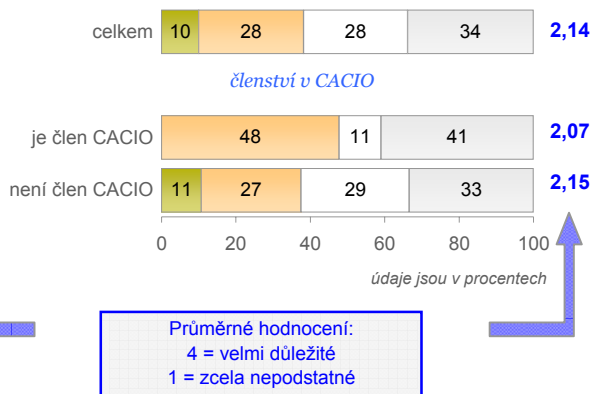 celkem 10 28 28 34 2,14
členství v CACIO
je člen CACIO 48 11 41 2,07
není člen CACIO 11 27 29 33 2,15
0 20 40 60 80 100
údaje jsou v procentech
Průměrné hodnocení:
4 = velmi důležité
1 = zcela nepodstatné